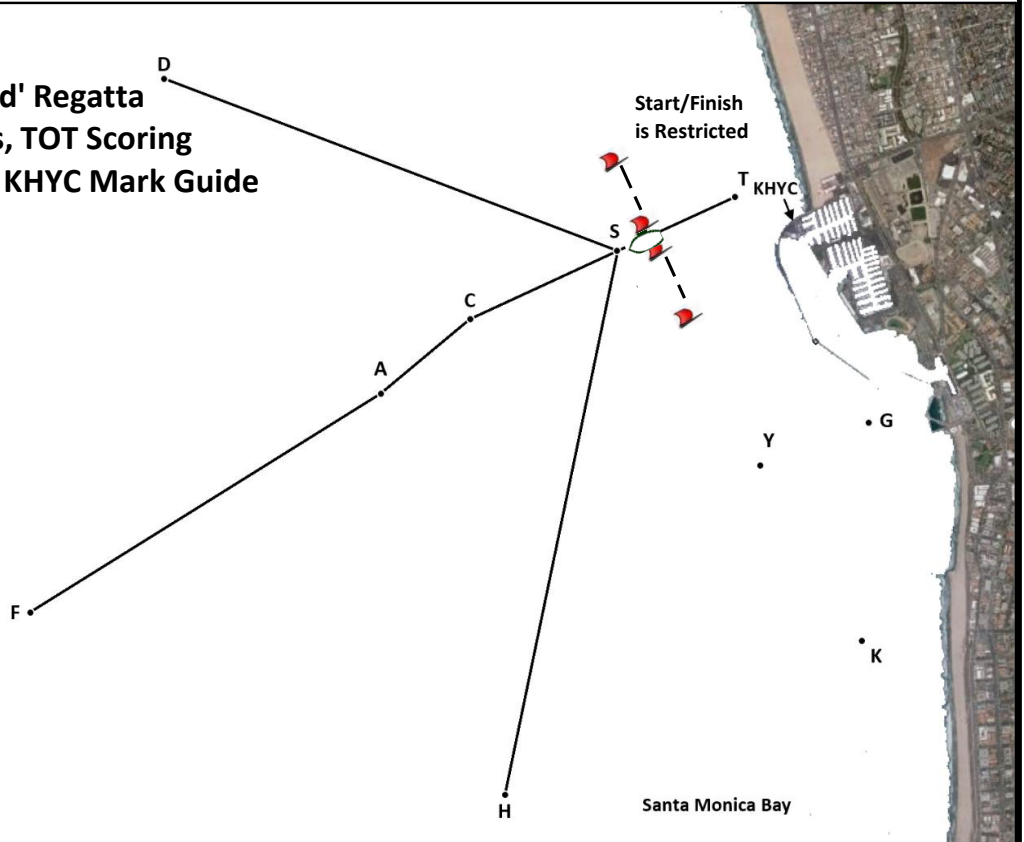 D
d' Regatta
s, TOT Scoring
KHYC Mark Guide
Start/Finish
is Restricted
T
KHYC
S
C
A
G
Y
F
K
H
Santa Monica Bay